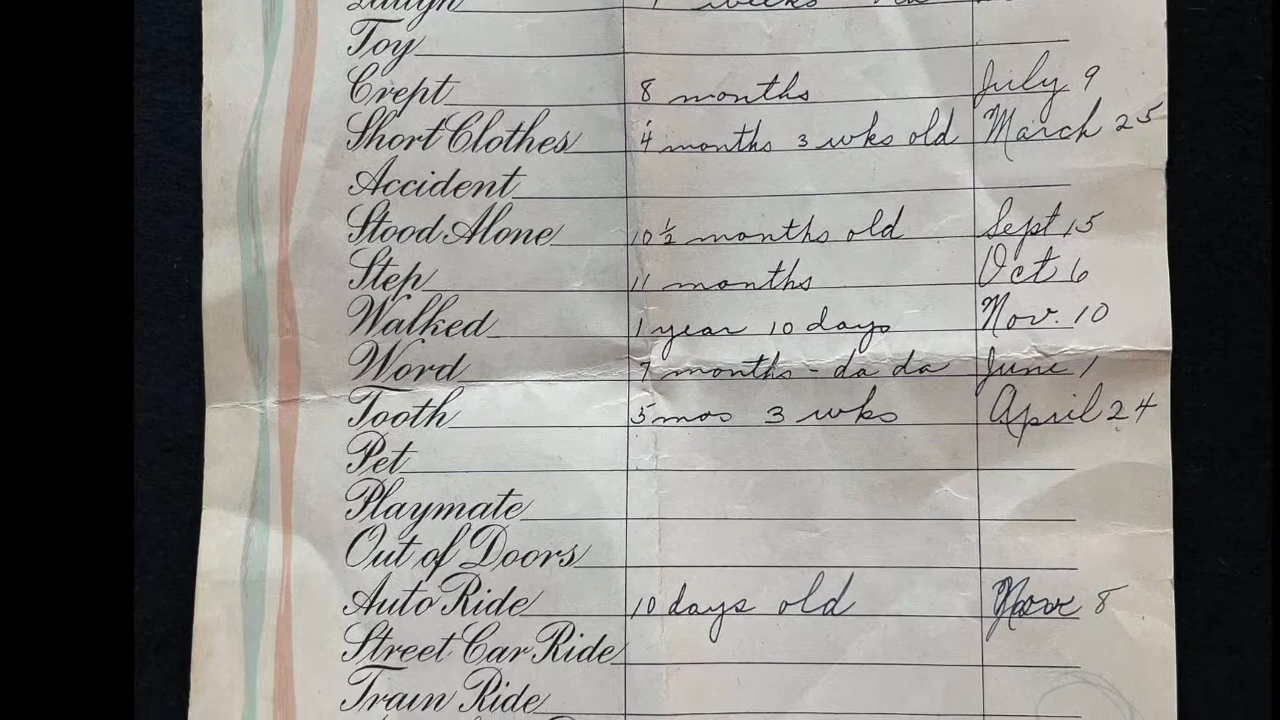 Laugh weeks
Toy
Crept 8 months July 9
Short Clothes 4 months 3 wks old March 25
Accident
Stood Alone 10½ months old Sept 15
Step 11 months Oct 6
Walked 1 year 10 days Nov. 10
Word 7 months - da da June 1
Tooth 5 mos 3 wks April 24
Pet
Playmate
Out of Doors
Auto Ride 10 days old Nov 8
Street Car Ride
Train Ride